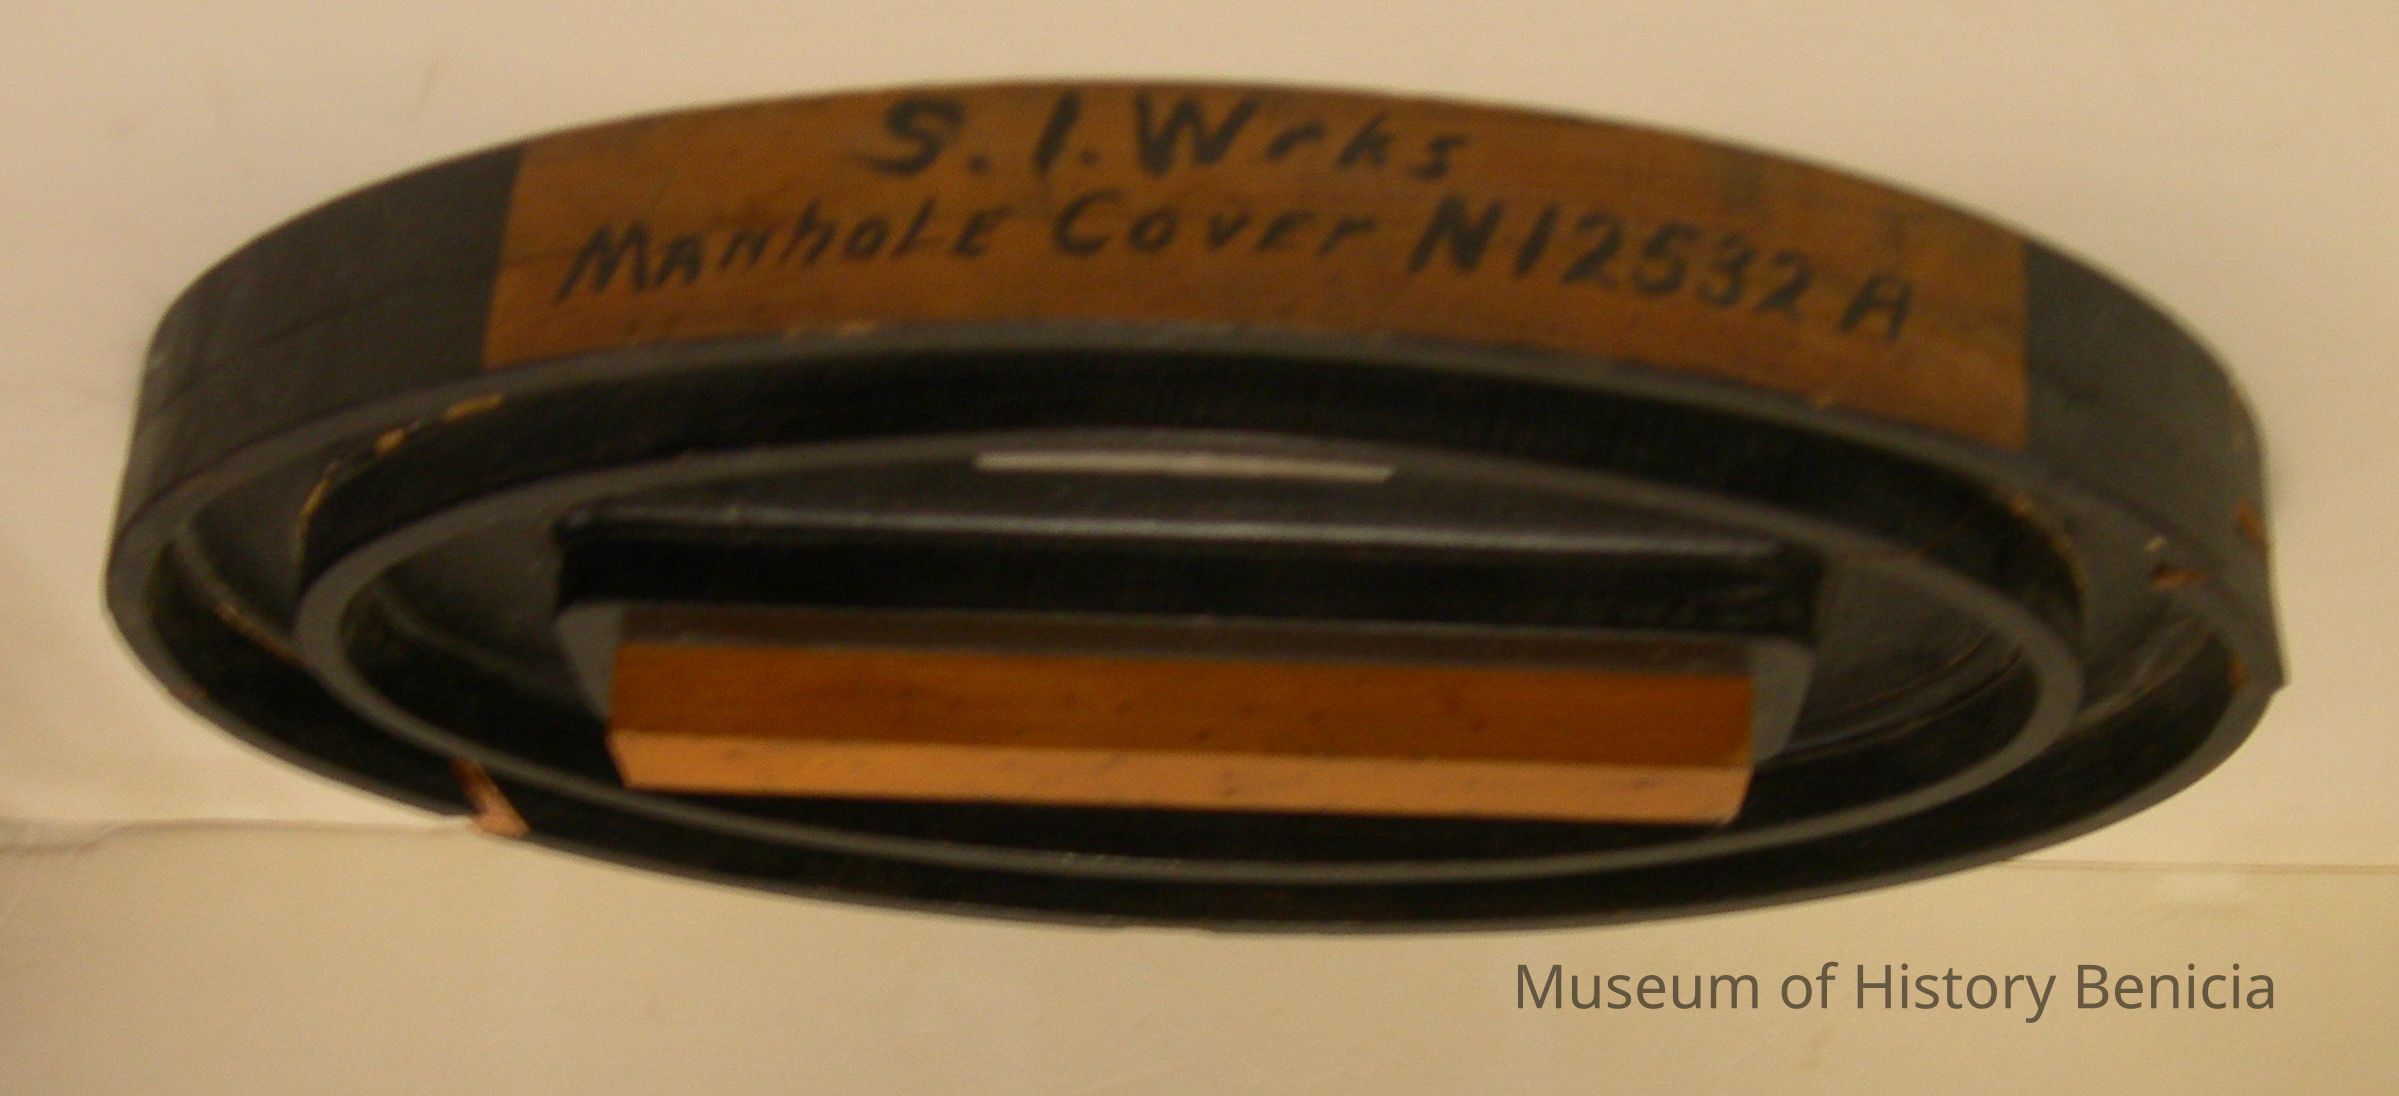 S. I. Wrks
Manhole Cover N12532 A
Museum of History Benicia